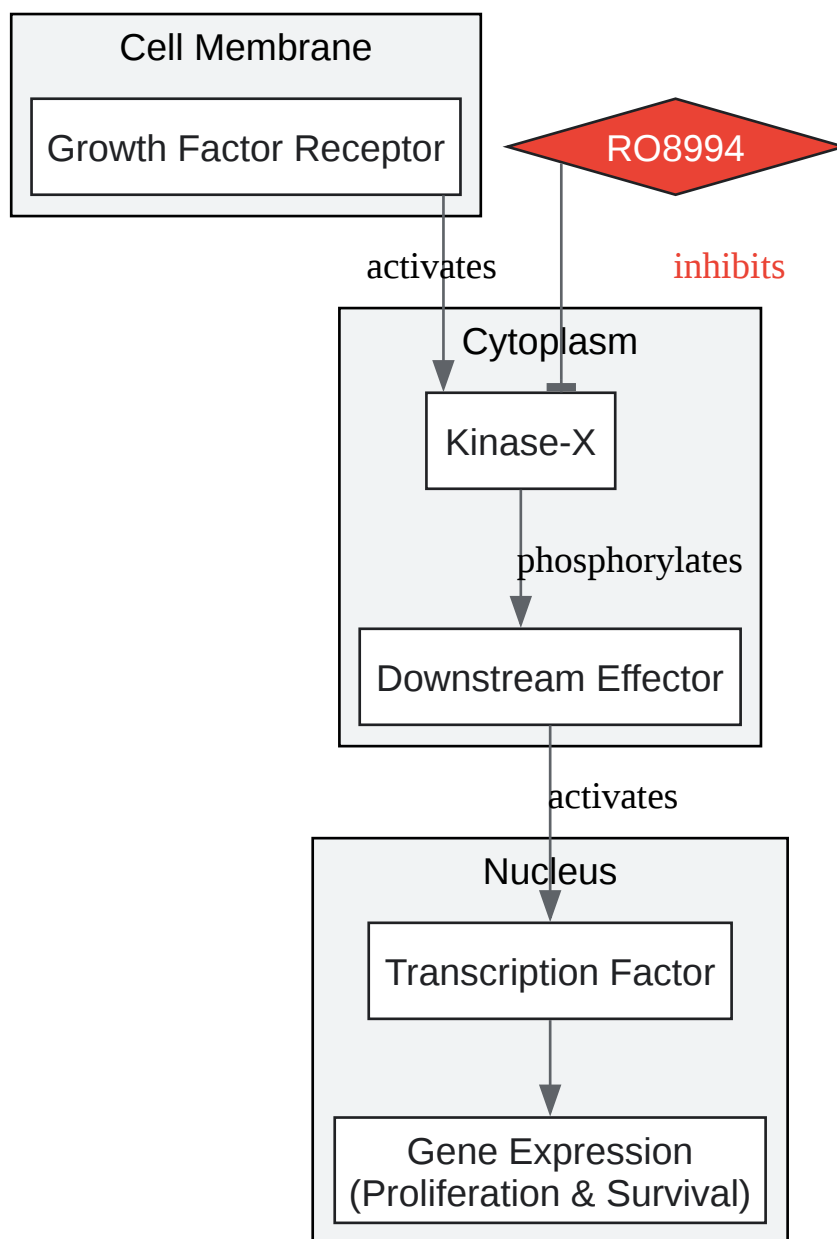 Cell Membrane
Growth Factor Receptor
RO8994
activates
inhibits
Cytoplasm
Kinase-X
phosphorylates
Downstream Effector
activates
Nucleus
Transcription Factor
Gene Expression
(Proliferation & Survival)